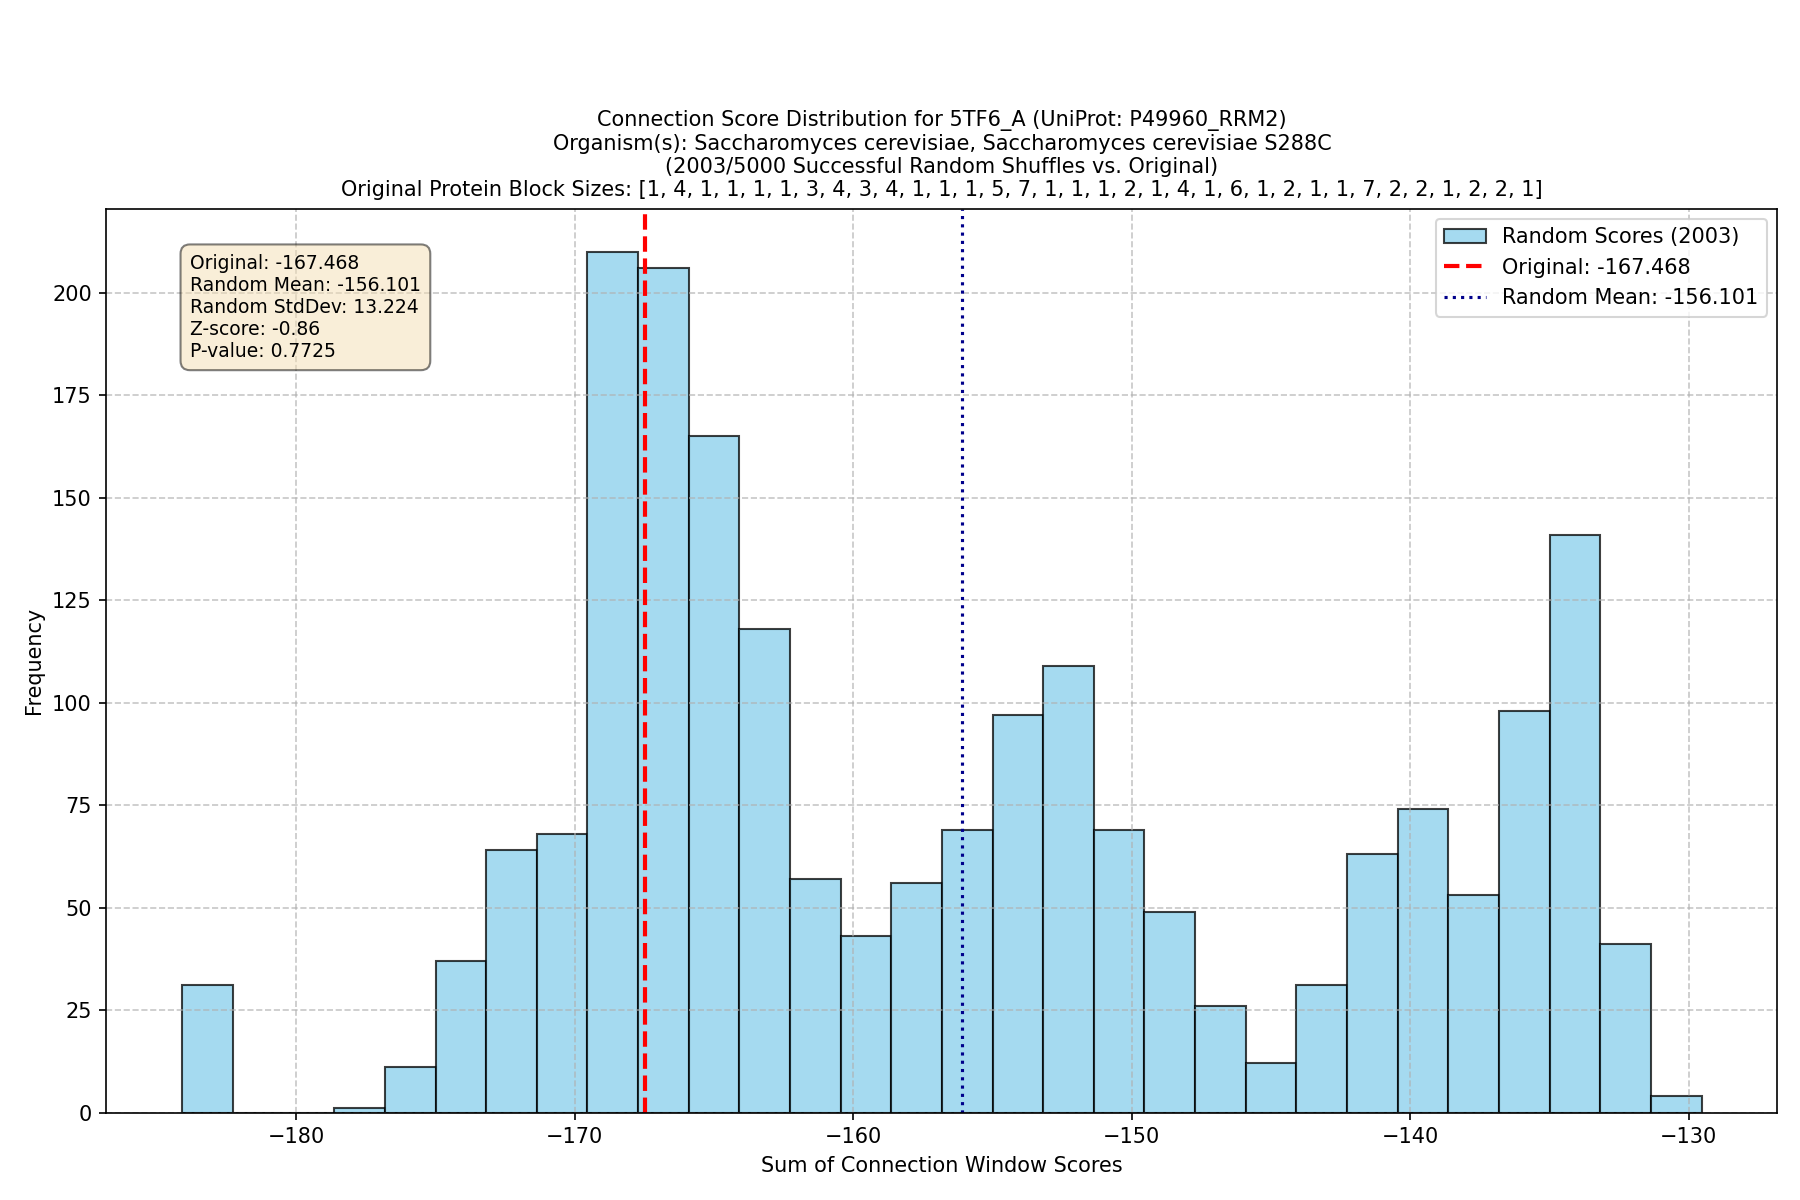 Connection Score Distribution for 5TF6_A (UniProt: P49960_RRM2)
Organism(s): Saccharomyces cerevisiae, Saccharomyces cerevisiae S288C
(2003/5000 Successful Random Shuffles vs. Original)
Original Protein Block Sizes: [1, 4, 1, 1, 1, 1, 3, 4, 3, 4, 1, 1, 1, 5, 7, 1, 1, 1, 2, 1, 4, 1, 6, 1, 2, 1, 1, 7, 2, 2, 1, 2, 2, 1]
Original: -167.468
Random Mean: -156.101
Random StdDev: 13.224
Z-score: -0.86
P-value: 0.7725
Random Scores (2003)
Original: -167.468
Random Mean: -156.101
Frequency
200
175
150
125
100
75
50
25
0
−180
−170
−160
−150
−140
−130
Sum of Connection Window Scores